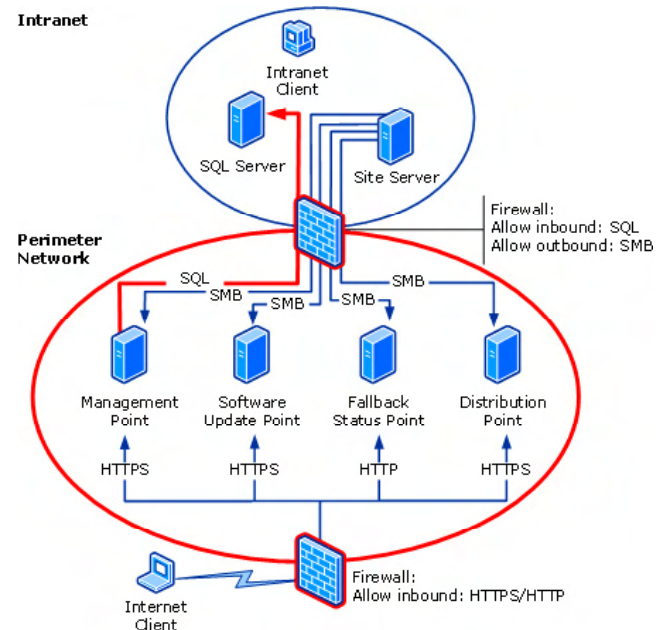 Intranet
Intranet
Client
SQL Server
Site Server
Firewall:
Allow inbound: SQL
Allow outbound: SMB
Perimeter
Network
SQL
SMB
SMB
SMB
SMB
Management
Point
Software
Update Point
Fallback
Status Point
Distribution
Point
HTTPS
HTTPS
HTTP
HTTPS
Firewall:
Allow inbound: HTTPS/HTTP
Internet
Client